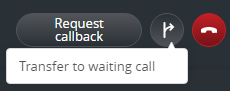 Request
callback
Transfer to waiting call